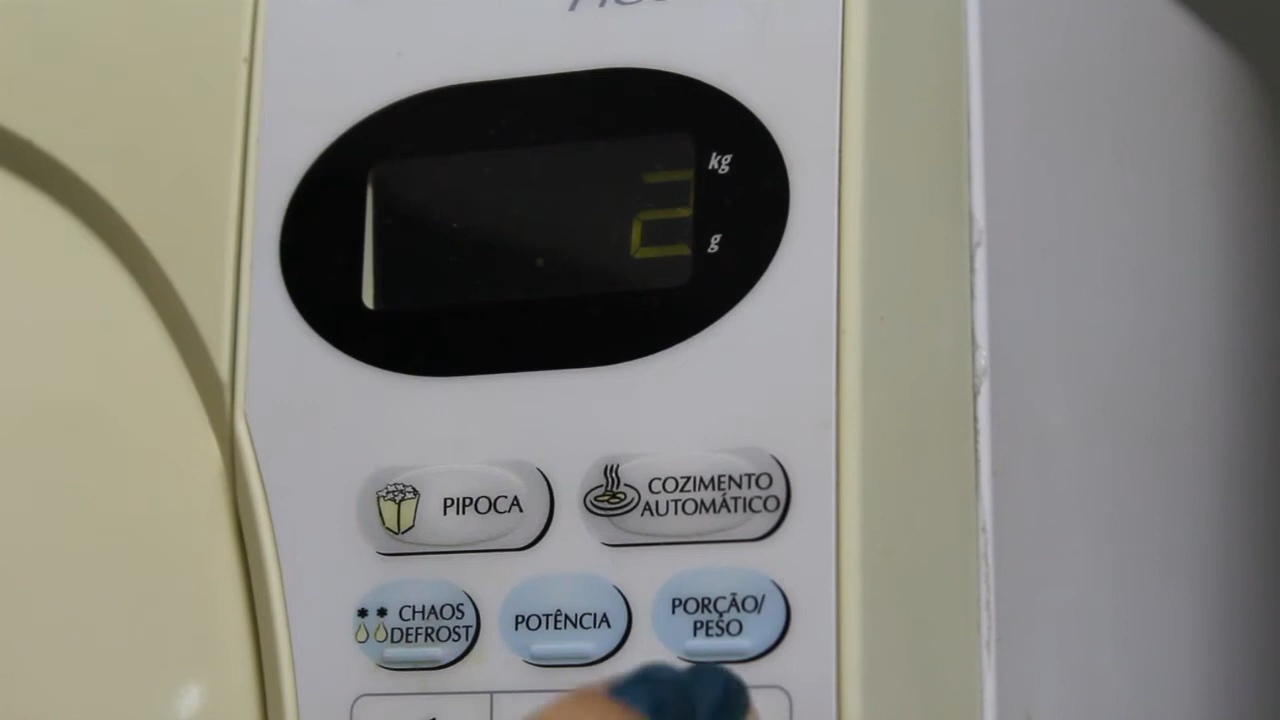 2
kg
g
PIPOCA
COZIMENTO
AUTOMÁTICO
CHAOS
DEFROST
POTÊNCIA
PORÇÃO/
PESO